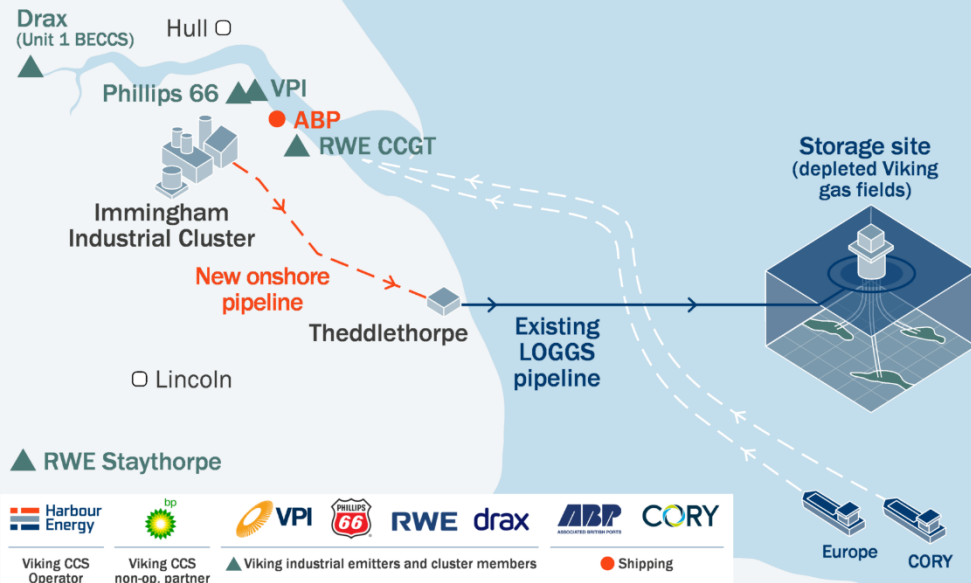 Drax
(Unit 1 BECCS)
Hull
Phillips 66
VPI
ABP
RWE CCGT
Immingham
Industrial Cluster
New onshore
pipeline
Theddlethorpe
Existing
LOGGS
pipeline
Storage site
(depleted Viking
gas fields)
Lincoln
RWE Staythorpe
Europe
CORY
Harbour
Energy
bp
VPI
PHILLIPS
66
RWE
drax
ABP
ASSOCIATED BRITISH PORTS
CORY
Viking CCS
Operator
Viking CCS
non-op. partner
Viking industrial emitters and cluster members
Shipping